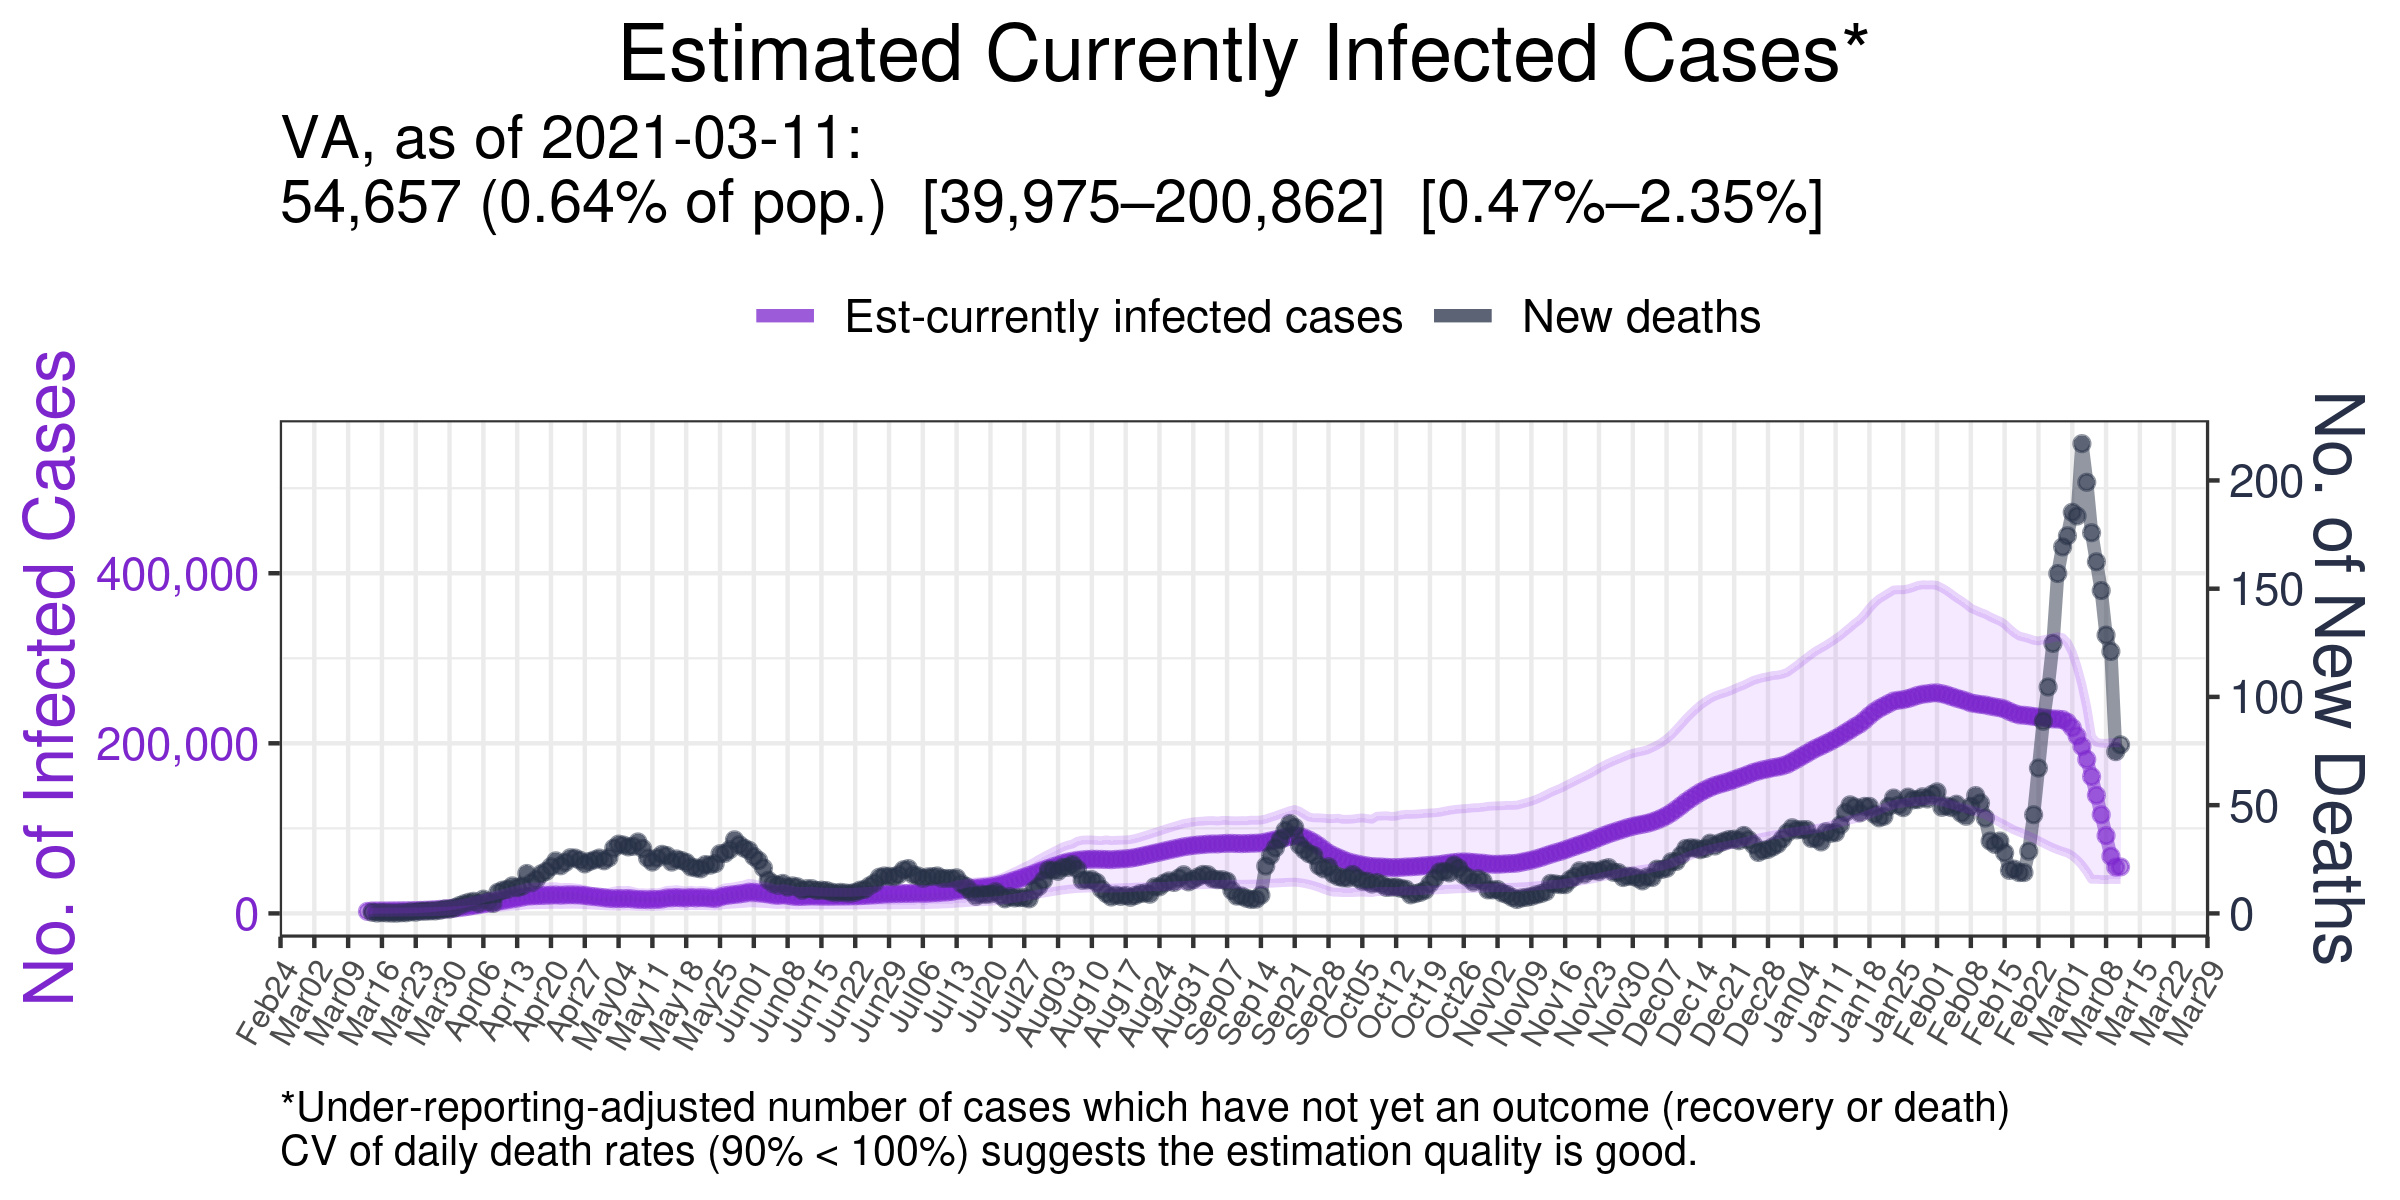 Estimated Currently Infected Cases*
VA, as of 2021-03-11:
54,657 (0.64% of pop.)  [39,975–200,862]  [0.47%–2.35%]
Est-currently infected cases
New deaths
No. of Infected Cases
400,000
200,000
0
No. of New Deaths
200
150
100
50
0
Feb24
Mar02
Mar09
Mar16
Mar23
Mar30
Apr06
Apr13
Apr20
Apr27
May04
May11
May18
May25
Jun01
Jun08
Jun15
Jun22
Jun29
Jul06
Jul13
Jul20
Jul27
Aug03
Aug10
Aug17
Aug24
Aug31
Sep07
Sep14
Sep21
Sep28
Oct05
Oct12
Oct19
Oct26
Nov02
Nov09
Nov16
Nov23
Nov30
Dec07
Dec14
Dec21
Dec28
Jan04
Jan11
Jan18
Jan25
Feb01
Feb08
Feb15
Feb22
Mar01
Mar08
Mar15
Mar22
Mar29
*Under-reporting-adjusted number of cases which have not yet an outcome (recovery or death)
CV of daily death rates (90% < 100%) suggests the estimation quality is good.